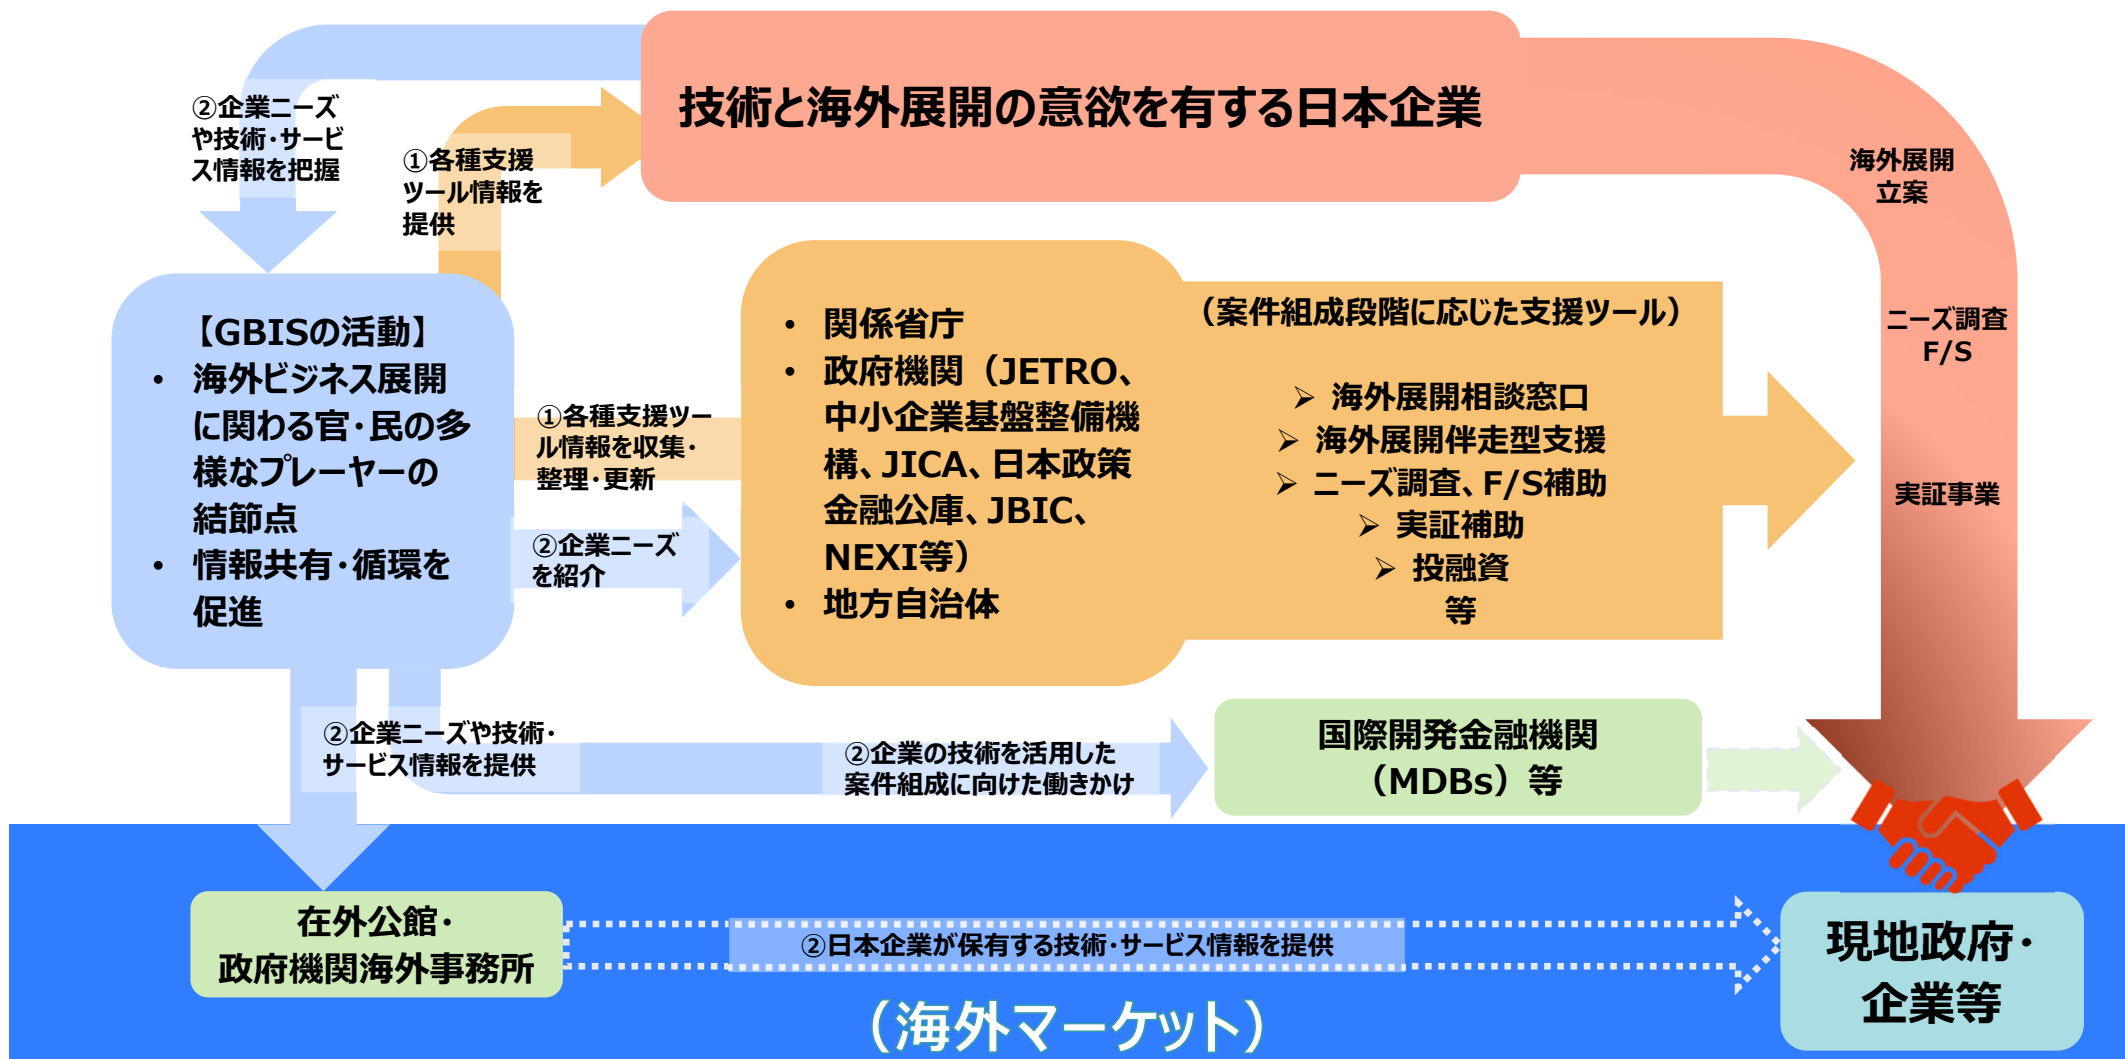 技術と海外展開の意欲を有する日本企業
②企業ニーズ
や技術･サービ
ス情報を把握
①各種支援
ツール情報を
提供
海外展開
立案
ニーズ調査
F/S
実証事業
【GBISの活動】
• 海外ビジネス展開
に関わる官･民の多
様なプレーヤーの
結節点
• 情報共有･循環を
促進
①各種支援ツー
ル情報を収集･
整理･更新
②企業ニーズ
を紹介
• 関係省庁
• 政府機関（JETRO、
中小企業基盤整備機
構、JICA、日本政策
金融公庫、JBIC、
NEXI等）
• 地方自治体
（案件組成段階に応じた支援ツール）
➢ 海外展開相談窓口
➢ 海外展開伴走型支援
➢ ニーズ調査、F/S補助
➢ 実証補助
➢ 投融資
等
②企業ニーズや技術･
サービス情報を提供
②企業の技術を活用した
案件組成に向けた働きかけ
国際開発金融機関
（MDBs）等
在外公館･
政府機関海外事務所
②日本企業が保有する技術･サービス情報を提供
現地政府･
企業等
（海外マーケット）